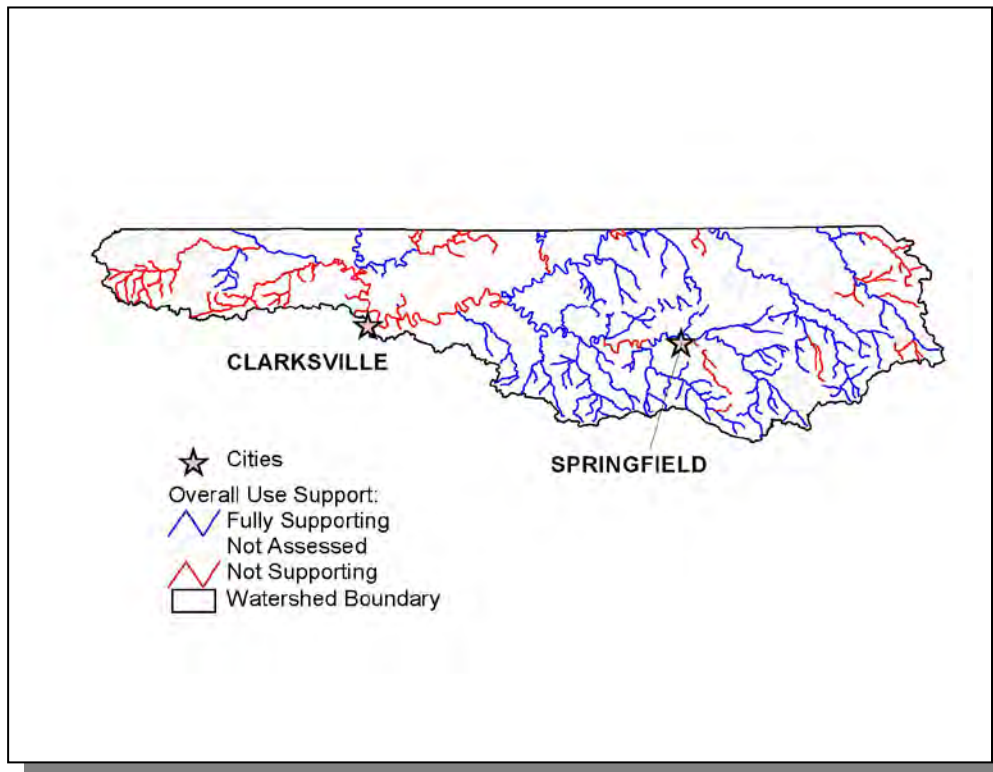 CLARKSVILLE
SPRINGFIELD
Cities
Overall Use Support:
Fully Supporting
Not Assessed
Not Supporting
Watershed Boundary